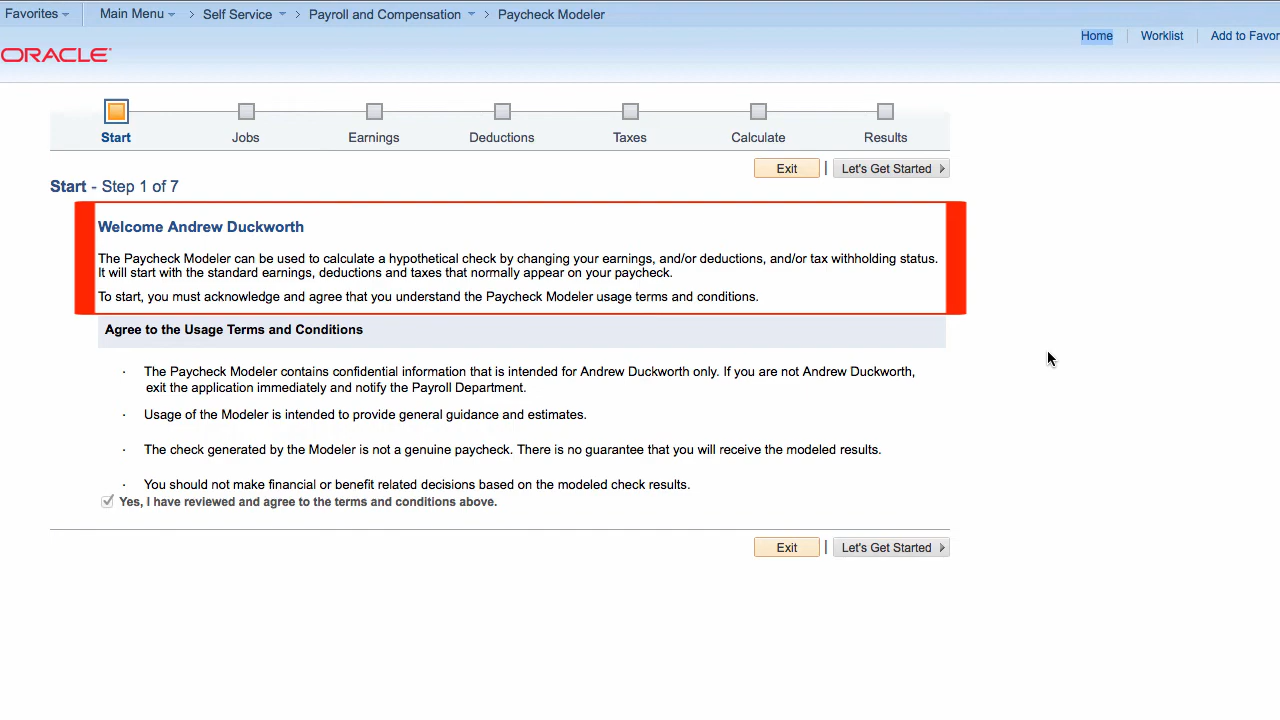 Favorites Main Menu Self Service Payroll and Compensation Paycheck Modeler
Home Worklist Add to Favor
ORACLE
Start Jobs Earnings Deductions Taxes Calculate Results
Exit | Let's Get Started
Start - Step 1 of 7
Welcome Andrew Duckworth
The Paycheck Modeler can be used to calculate a hypothetical check by changing your earnings, and/or deductions, and/or tax withholding status.
It will start with the standard earnings, deductions and taxes that normally appear on your paycheck.
To start, you must acknowledge and agree that you understand the Paycheck Modeler usage terms and conditions.
Agree to the Usage Terms and Conditions
· The Paycheck Modeler contains confidential information that is intended for Andrew Duckworth only. If you are not Andrew Duckworth,
exit the application immediately and notify the Payroll Department.
· Usage of the Modeler is intended to provide general guidance and estimates.
· The check generated by the Modeler is not a genuine paycheck. There is no guarantee that you will receive the modeled results.
· You should not make financial or benefit related decisions based on the modeled check results.
Yes, I have reviewed and agree to the terms and conditions above.
Exit | Let's Get Started